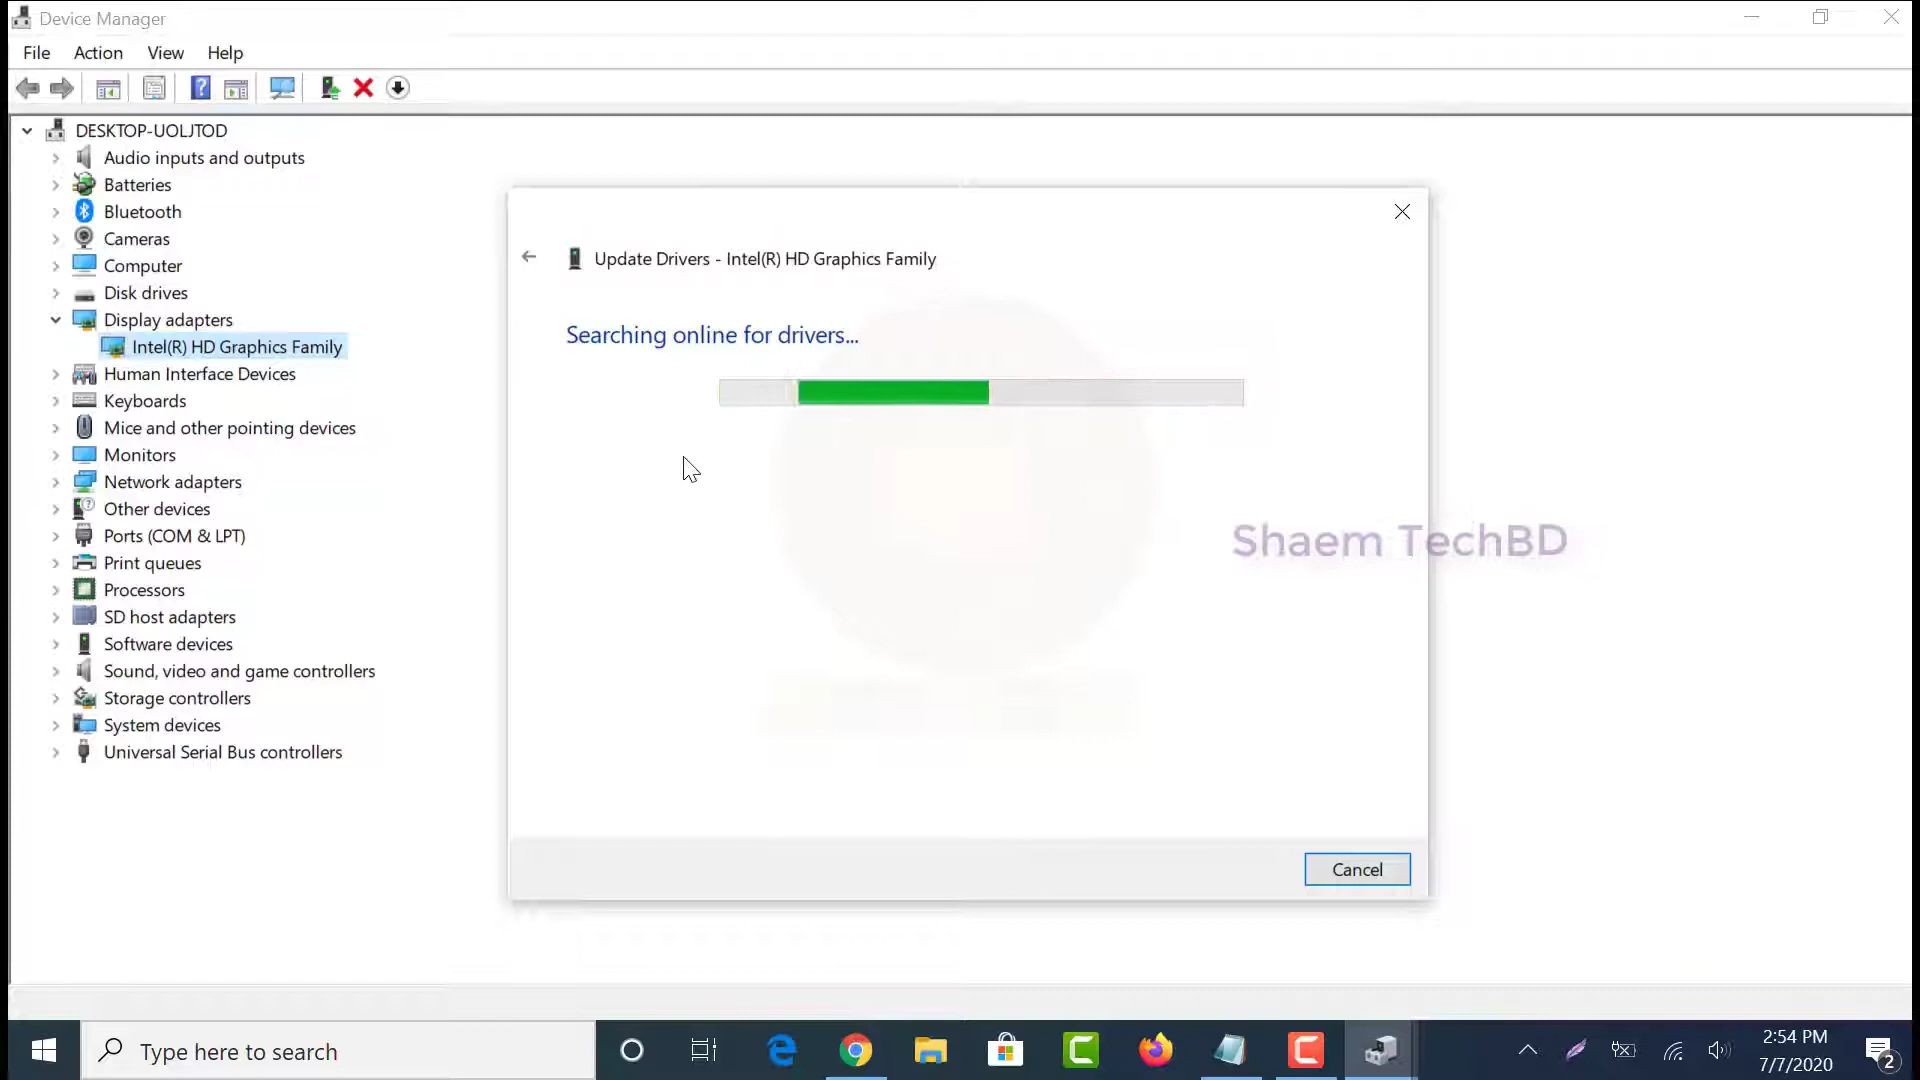 Device Manager
File Action View Help
DESKTOP-UOLJTOD
Audio inputs and outputs
Batteries
Bluetooth
Cameras
Computer
Disk drives
Display adapters
Intel(R) HD Graphics Family
Human Interface Devices
Keyboards
Mice and other pointing devices
Monitors
Network adapters
Other devices
Ports (COM & LPT)
Print queues
Processors
SD host adapters
Software devices
Sound, video and game controllers
Storage controllers
System devices
Universal Serial Bus controllers
Update Drivers - Intel(R) HD Graphics Family
Searching online for drivers...
Shaem TechBD
Cancel
Type here to search
2:54 PM
7/7/2020
2